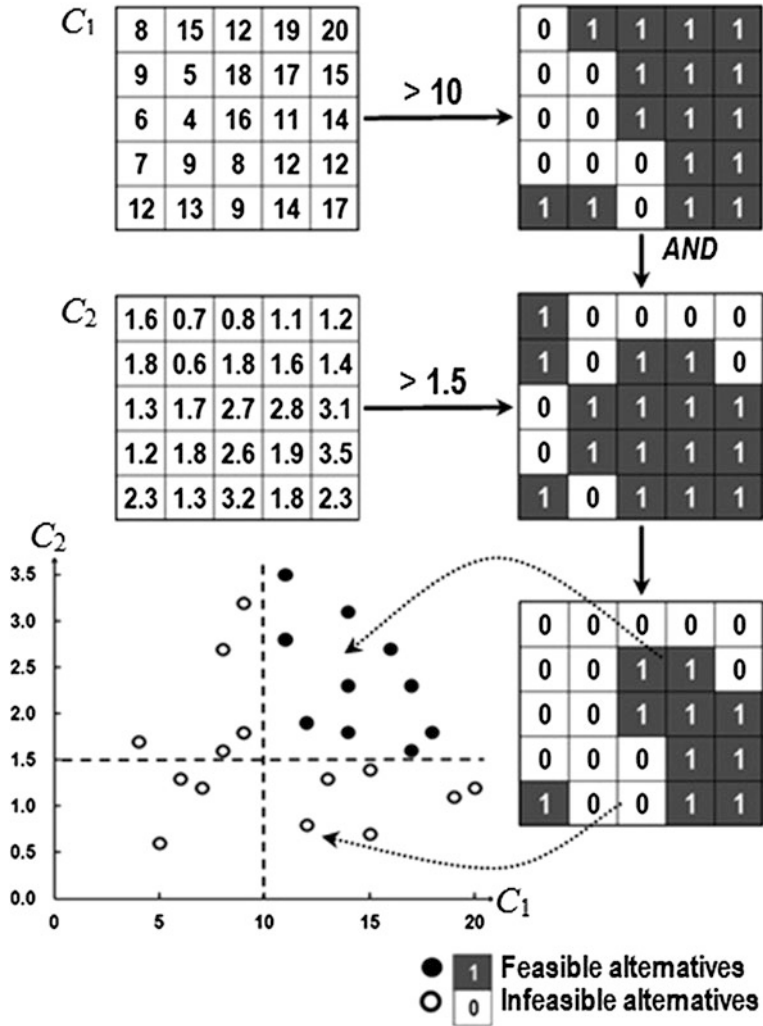 C₁
8 15 12 19 20
9 5 18 17 15
6 4 16 11 14
7 9 8 12 12
12 13 9 14 17
> 10
0 1 1 1 1
0 0 1 1 1
0 0 1 1 1
0 0 0 1 1
1 1 0 1 1
AND
C₂
1.6 0.7 0.8 1.1 1.2
1.8 0.6 1.8 1.6 1.4
1.3 1.7 2.7 2.8 3.1
1.2 1.8 2.6 1.9 3.5
2.3 1.3 3.2 1.8 2.3
> 1.5
1 0 0 0 0
1 0 1 1 0
0 1 1 1 1
0 1 1 1 1
1 0 1 1 1
0 0 0 0 0
0 0 1 1 0
0 0 1 1 1
0 0 0 1 1
1 0 0 1 1
C₂
3.5
3.0
2.5
2.0
1.5
1.0
0.5
0.0
0 5 10 15 20
C₁
1 Feasible alternatives
0 Infeasible alternatives